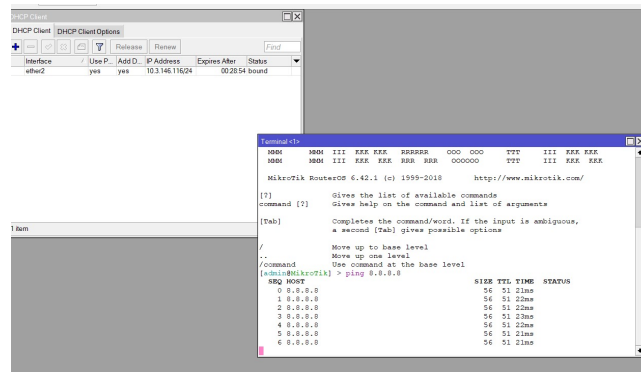 DHCP Client
DHCP Client DHCP Client Options
Release Renew Find
Interface Use P... Add D... IP Address Expires After Status
ether2 yes yes 10.3.146.116/24 00:28:54 bound
1 item
Terminal <1>
MMM MMM III KKK KKK RRRRRR OOO OOO TTT III KKK KKK
MMM MMM III KKK KKK RRR RRR OOOOOO TTT III KKK KKK
MikroTik RouterOS 6.42.1 (c) 1999-2018 http://www.mikrotik.com/
[?] Gives the list of available commands
command [?] Gives help on the command and list of arguments
[Tab] Completes the command/word. If the input is ambiguous,
a second [Tab] gives possible options
/ Move up to base level
.. Move up one level
/command Use command at the base level
[admin@MikroTik] > ping 8.8.8.8
SEQ HOST SIZE TTL TIME STATUS
0 8.8.8.8 56 51 21ms
1 8.8.8.8 56 51 22ms
2 8.8.8.8 56 51 22ms
3 8.8.8.8 56 51 23ms
4 8.8.8.8 56 51 22ms
5 8.8.8.8 56 51 21ms
6 8.8.8.8 56 51 21ms